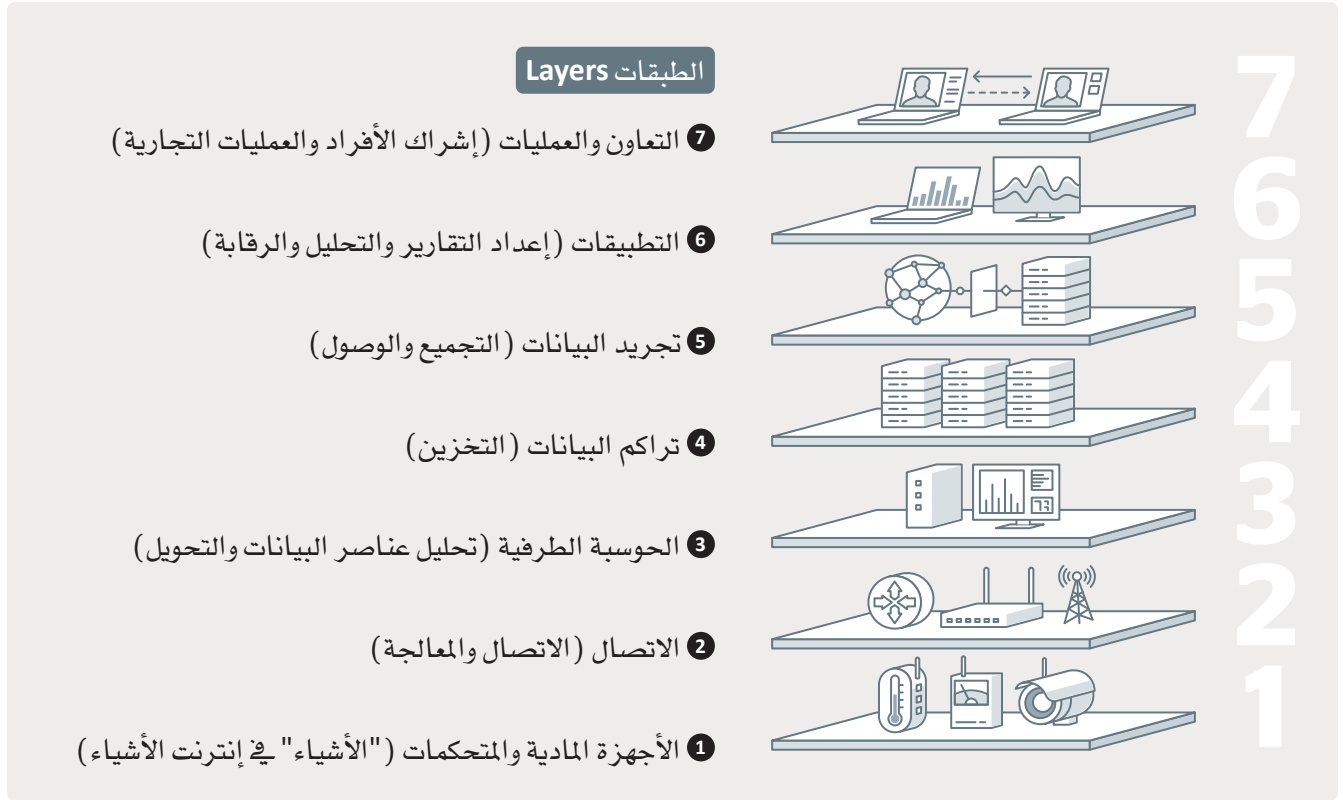 الطبقات Layers
7 التعاون والعمليات (إشراك الأفراد والعمليات التجارية)
6 التطبيقات (إعداد التقارير والتحليل والرقابة)
5 تجريد البيانات (التجميع والوصول)
4 تراكم البيانات (التخزين)
3 الحوسبة الطرفية (تحليل عناصر البيانات والتحويل)
2 الاتصال (الاتصال والمعالجة)
1 الأجهزة المادية والمتحكمات ("الأشياء" في إنترنت الأشياء)
7
6
5
4
3
2
1